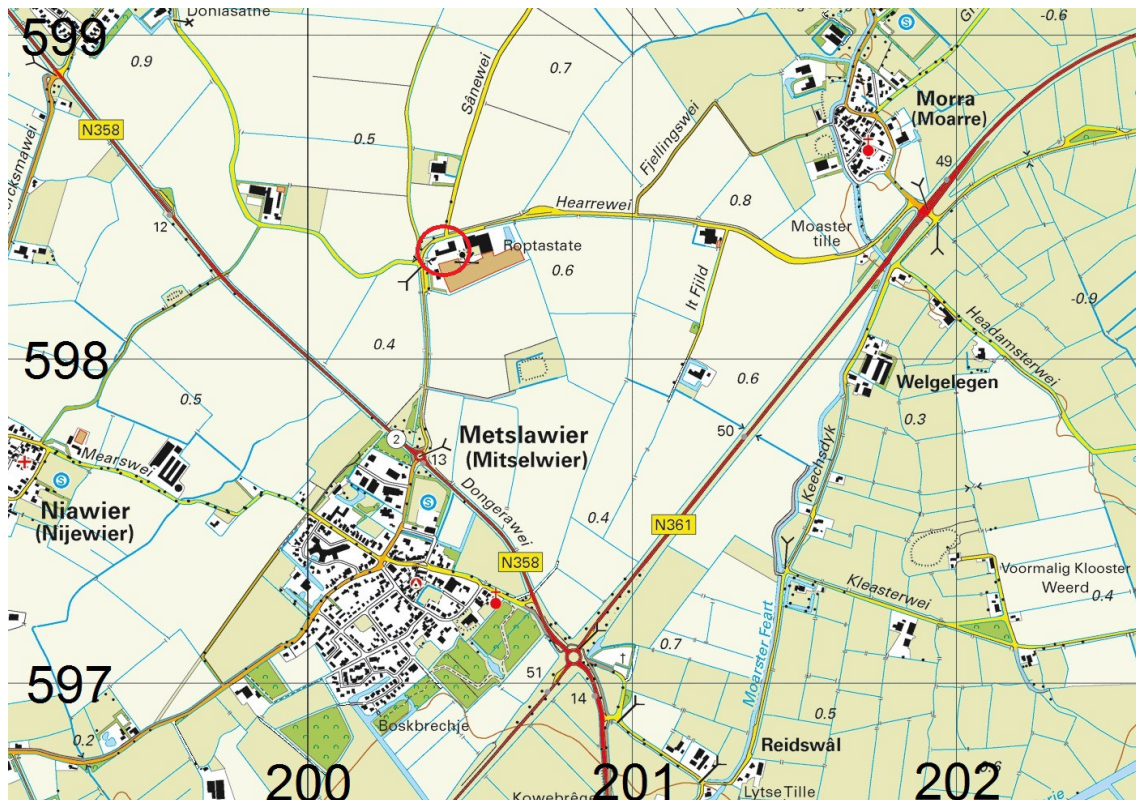 Doniasathe
599
0.9
0.7
-0.6
Sânewei
Morra
(Moarre)
N358
0.5
Fjellingswei
49
Hearrewei
0.8
12
Moaster
tille
Roptastate
0.6
It Fjild
-0.9
Headamsterwei
598
0.4
0.6
Welgelegen
0.5
0.3
2
Metslawier
(Mitselwier)
50
13
Mearswei
Keechsdyk
Niawier
(Nijewier)
Dongerawei
0.4
N361
N358
Voormalig Klooster
Weerd
Kleasterwei
0.4
0.7
Moarster Feart
597
51
14
Boskbrechje
0.5
0.2
Reidswâl
200
201
202
0.6
Kowebrêge
Lytse Tille